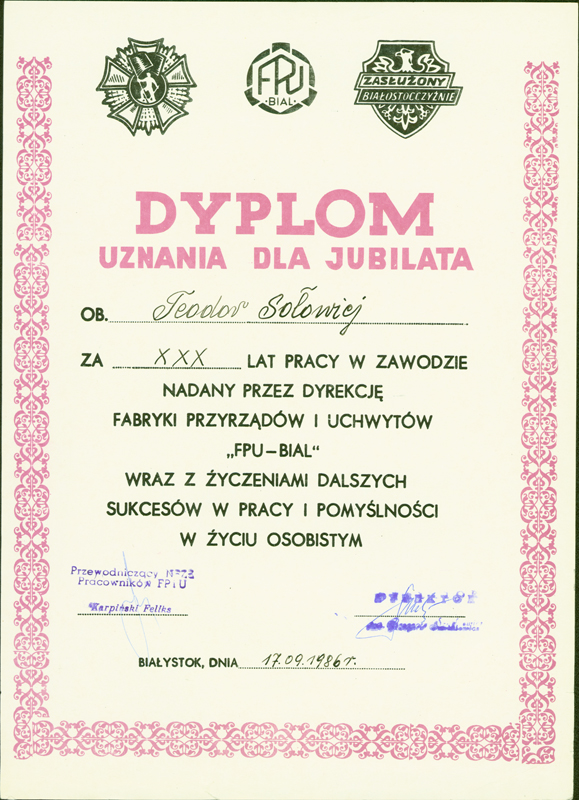 FPU
BIAL
ZASŁUŻONY
BIAŁOSTOCCZYŹNIE
DYPLOM
UZNANIA DLA JUBILATA
OB. Teodor Sołowiej
ZA XXX LAT PRACY W ZAWODZIE
NADANY PRZEZ DYREKCJĘ
FABRYKI PRZYRZĄDÓW I UCHWYTÓW
„FPU-BIAL“
WRAZ Z ŻYCZENIAMI DALSZYCH
SUKCESÓW W PRACY I POMYŚLNOŚCI
W ŻYCIU OSOBISTYM
Przewodniczący NSZZ
Pracowników FPiU
Karpiński Feliks
DYREKTOR
BIAŁYSTOK, DNIA 17.09.1986 r.